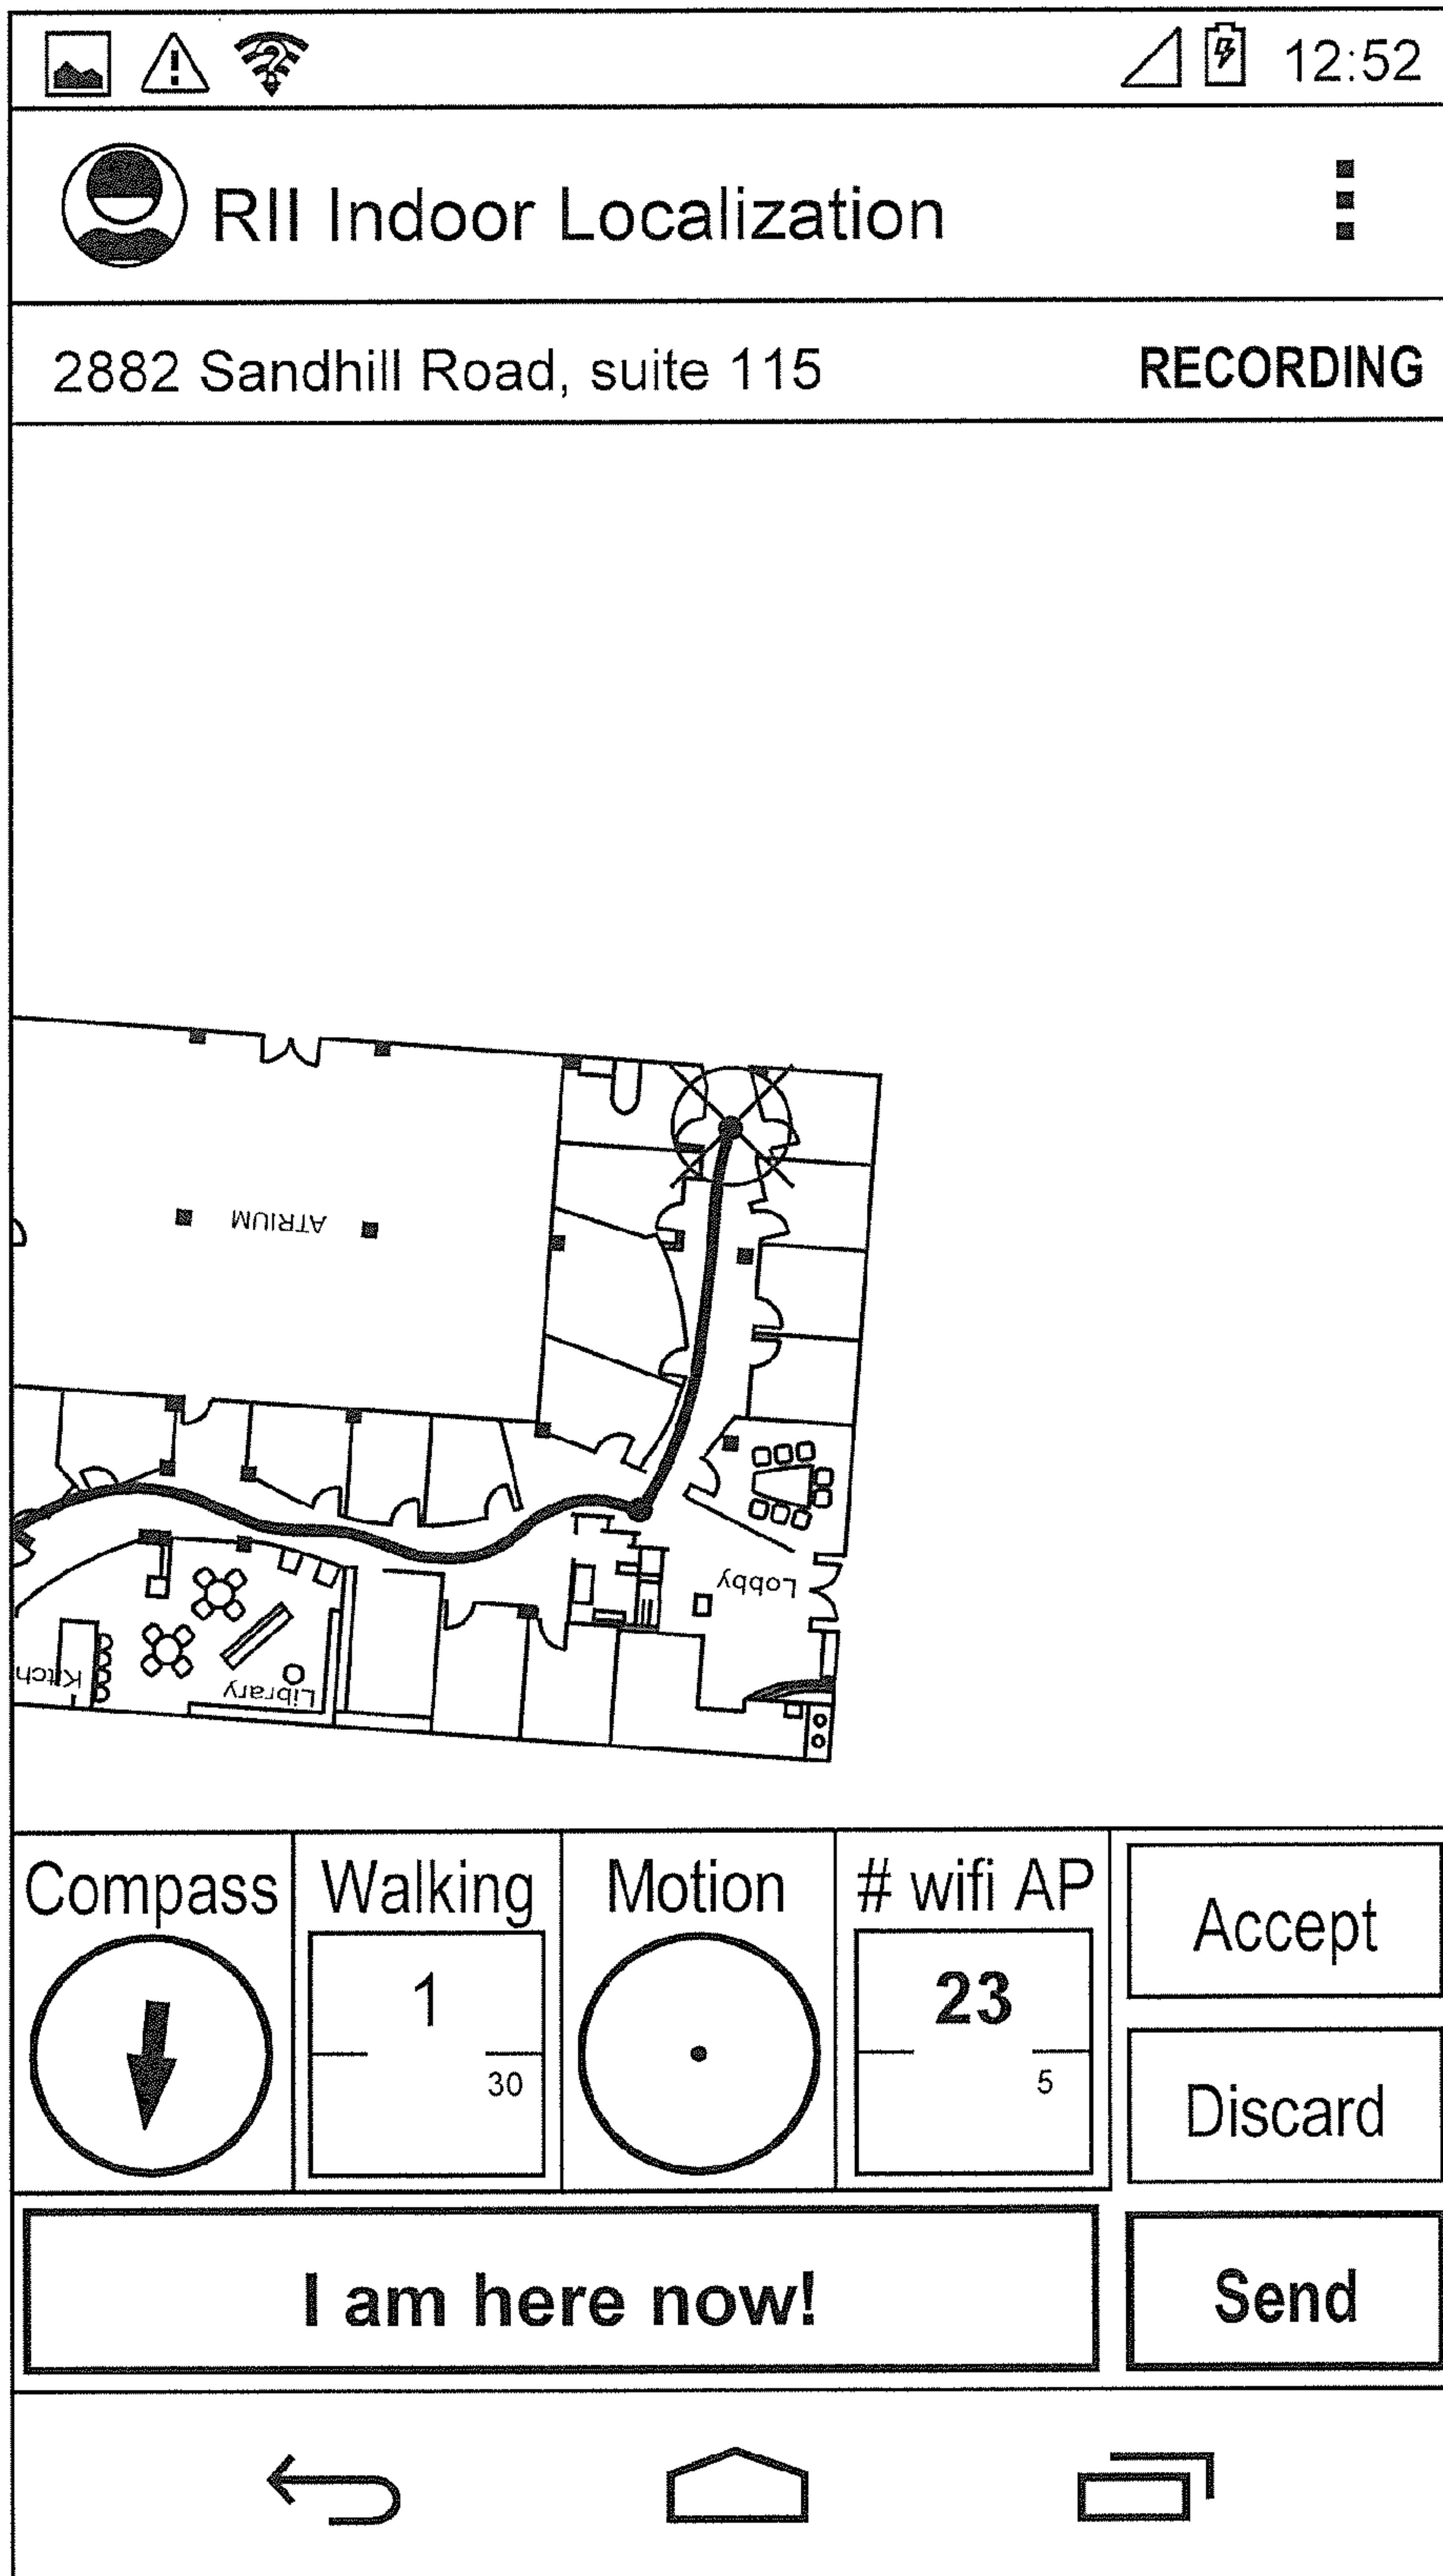 12:52
RII Indoor Localization
2882 Sandhill Road, suite 115 RECORDING
ATRIUM
Lobby
Kitch
Library
Compass Walking Motion # wifi AP
1 23
30 5
Accept
Discard
I am here now! Send